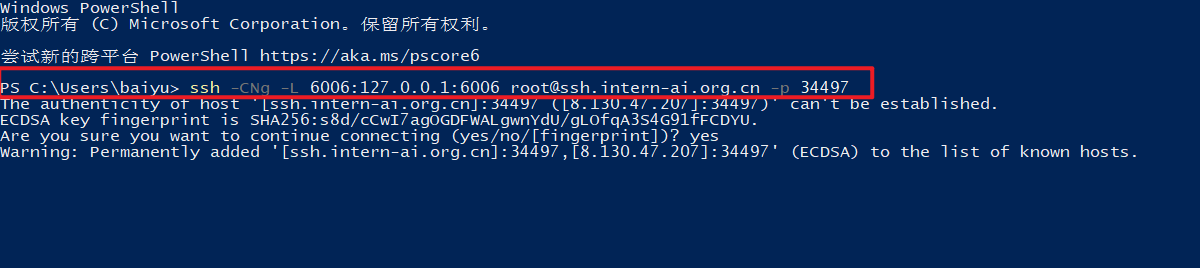 Windows PowerShell
版权所有 (C) Microsoft Corporation。保留所有权利。
尝试新的跨平台 PowerShell https://aka.ms/pscore6
PS C:\Users\baiyu> ssh -CNg -L 6006:127.0.0.1:6006 root@ssh.intern-ai.org.cn -p 34497
The authenticity of host '[ssh.intern-ai.org.cn]:34497 ([8.130.47.207]:34497)' can't be established.
ECDSA key fingerprint is SHA256:s8d/cCwI7agOGDFWALgwnYdU/gLOfqA3S4G91fFCDYU.
Are you sure you want to continue connecting (yes/no/[fingerprint])? yes
Warning: Permanently added '[ssh.intern-ai.org.cn]:34497,[8.130.47.207]:34497' (ECDSA) to the list of known hosts.